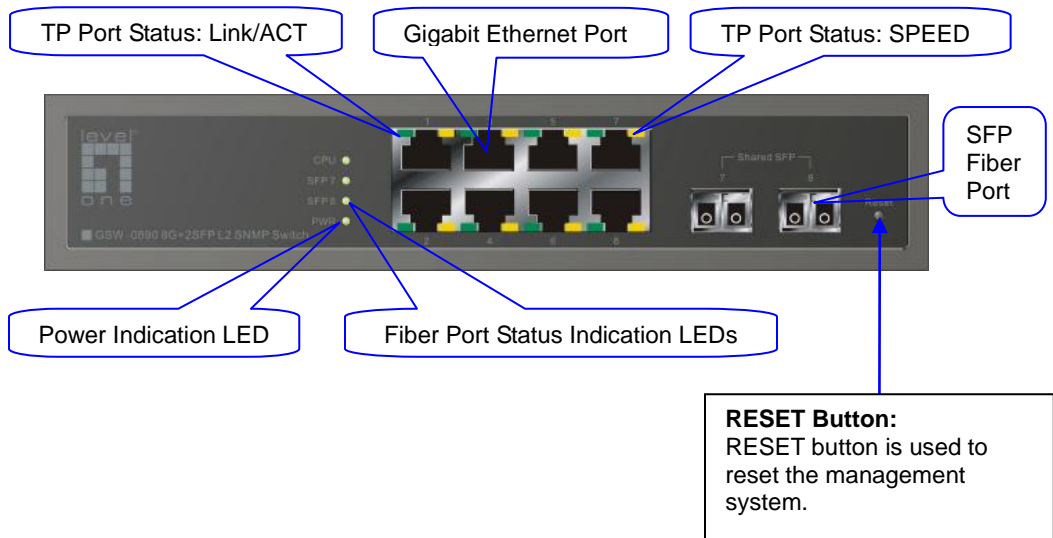 TP Port Status: Link/ACT
Gigabit Ethernet Port
TP Port Status: SPEED
level
one
CPU
SFP 7
SFP 8
PWR
GSW-0890 8G+2SFP L2 SNMP Switch
1
5
7
2
4
6
8
Shared SFP
7
8
Reset
SFP
Fiber
Port
Power Indication LED
Fiber Port Status Indication LEDs
RESET Button:
RESET button is used to
reset the management
system.